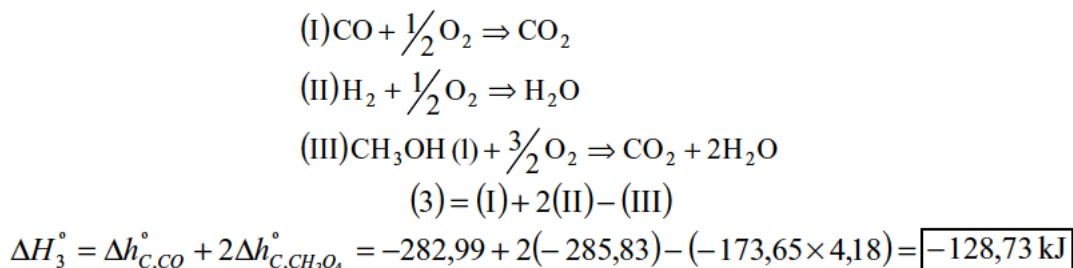 (I)CO + 1/2 O₂ ⇒ CO₂
(II)H₂ + 1/2 O₂ ⇒ H₂O
(III)CH₃OH (l) + 3/2 O₂ ⇒ CO₂ + 2H₂O
(3) = (I) + 2(II) − (III)
ΔH₃° = Δh°C,CO + 2Δh°C,CH₃O₄ = −282,99 + 2(− 285,83) − (−173,65 × 4,18) = −128,73 kJ